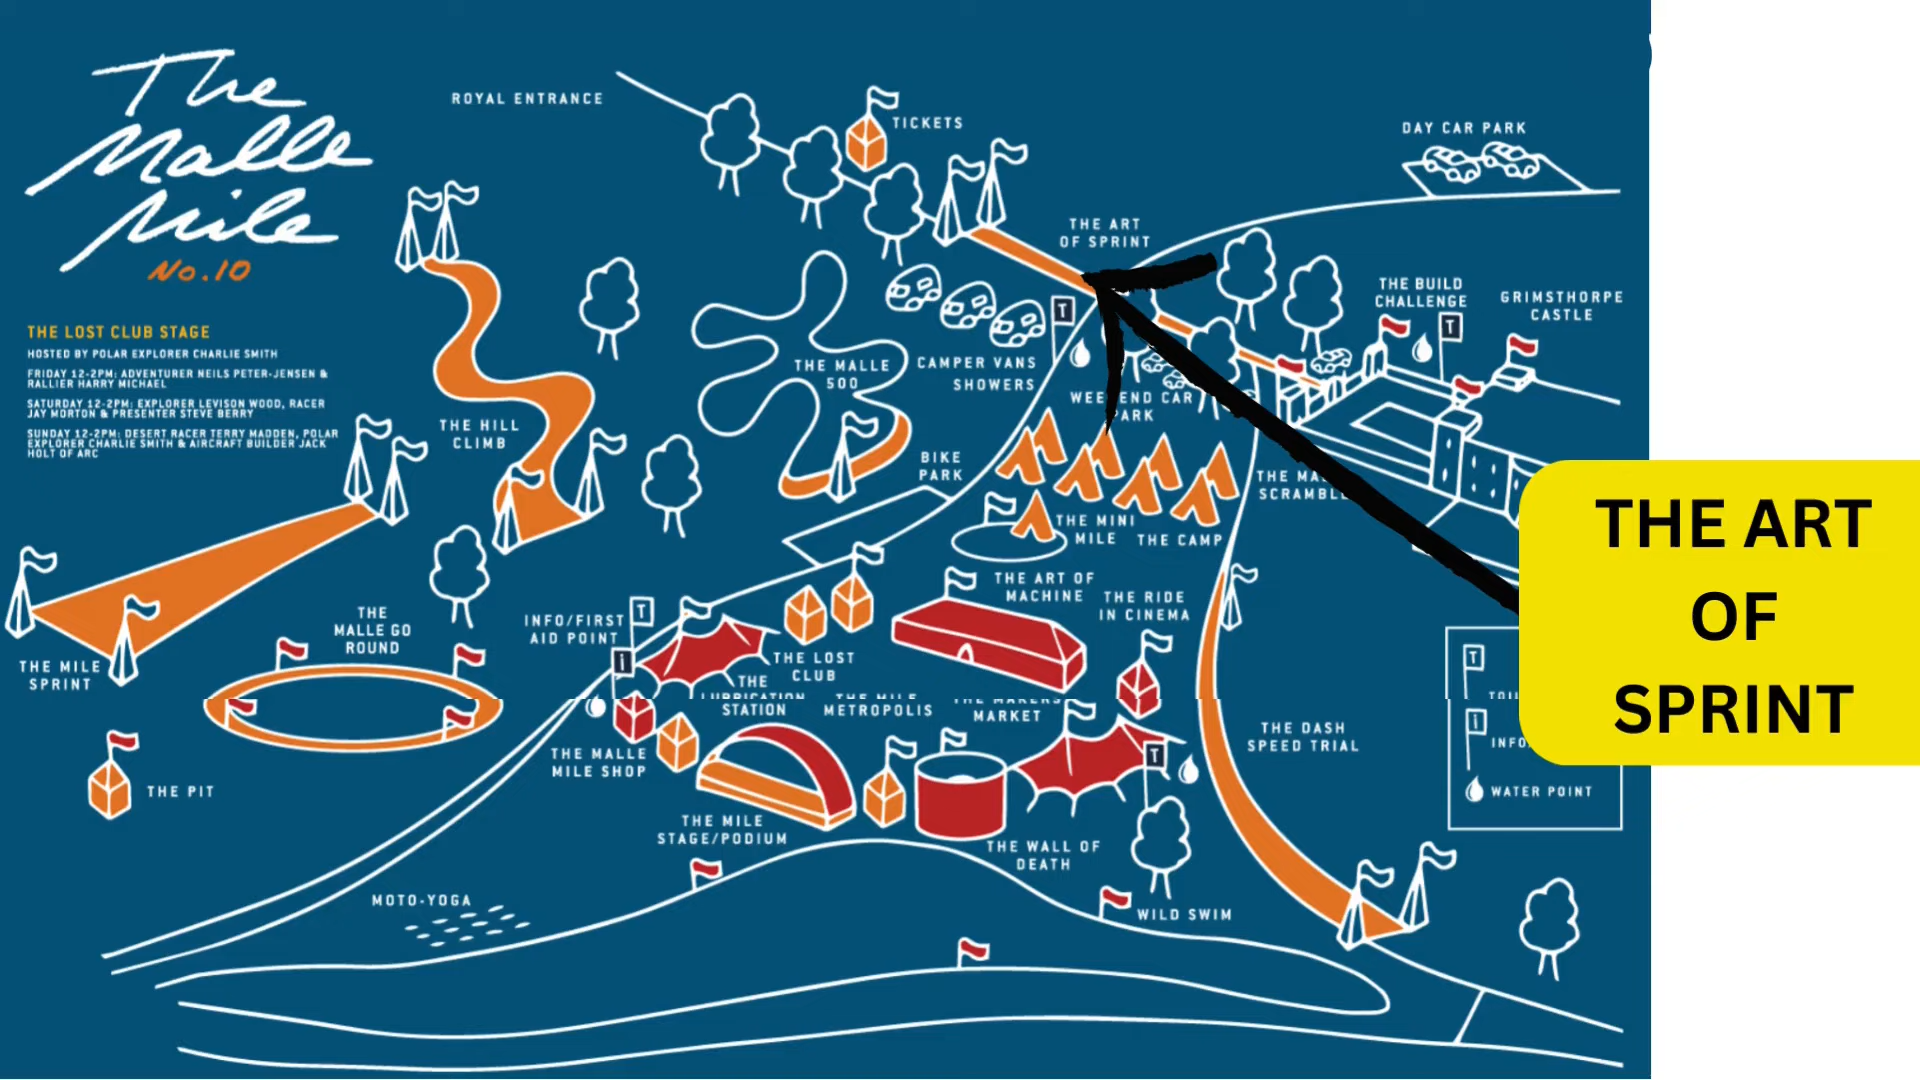 The
Malle
Mile
No.10
THE LOST CLUB STAGE
HOSTED BY POLAR EXPLORER CHARLIE SMITH
FRIDAY 12-2PM: ADVENTURER NEILS PETER-JENSEN &
RALLIER HARRY MICHAEL
SATURDAY 12-2PM: EXPLORER LEVISON WOOD, RACER
JAY MORTON & PRESENTER STEVE BERRY
SUNDAY 12-2PM: DESERT RACER TERRY MADDEN, POLAR
EXPLORER CHARLIE SMITH & AIRCRAFT BUILDER JACK
HOLT OF ARC
ROYAL ENTRANCE
TICKETS
DAY CAR PARK
THE ART
OF SPRINT
THE BUILD
CHALLENGE
GRIMSTHORPE
CASTLE
T
T
THE MALLE
500
CAMPER VANS
SHOWERS
PARK
THE HILL
CLIMB
BIKE
PARK
THE
THE MINI
MILE
THE CAMP
THE ART OF
MACHINE
THE RIDE
IN CINEMA
THE
MALLE GO
ROUND
INFO/FIRST
AID POINT
T
i
THE MILE
SPRINT
THE LOST
CLUB
THE
LUBRICATION
STATION
THE MILE
METROPOLIS
THE MAKERS
MARKET
THE MALLE
MILE SHOP
THE DASH
SPEED TRIAL
T
THE PIT
THE MILE
STAGE/PODIUM
THE WALL OF
DEATH
MOTO-YOGA
WILD SWIM
T
i
WATER POINT
THE ART
OF
SPRINT